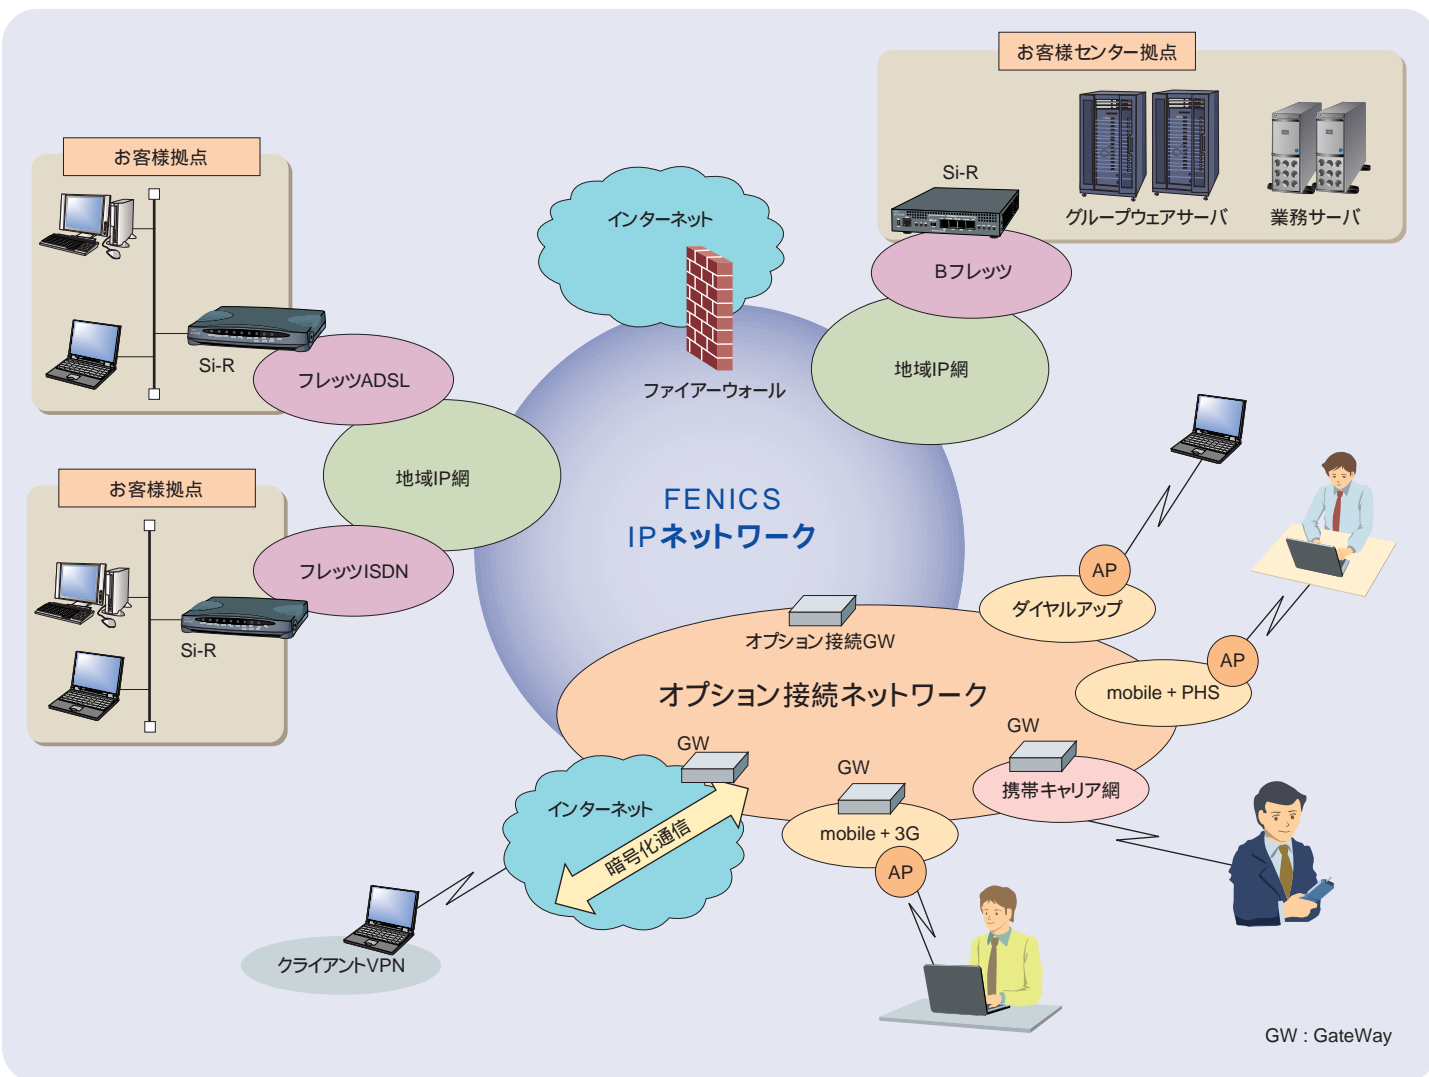 お客様センター拠点
Si-R
グループウェアサーバ
業務サーバ
Bフレッツ
地域IP網
お客様拠点
Si-R
フレッツADSL
地域IP網
お客様拠点
フレッツISDN
Si-R
インターネット
ファイアーウォール
FENICS
IPネットワーク
AP
ダイヤルアップ
AP
mobile + PHS
オプション接続GW
オプション接続ネットワーク
GW
GW
GW
携帯キャリア網
インターネット
暗号化通信
mobile + 3G
AP
クライアントVPN
GW : GateWay